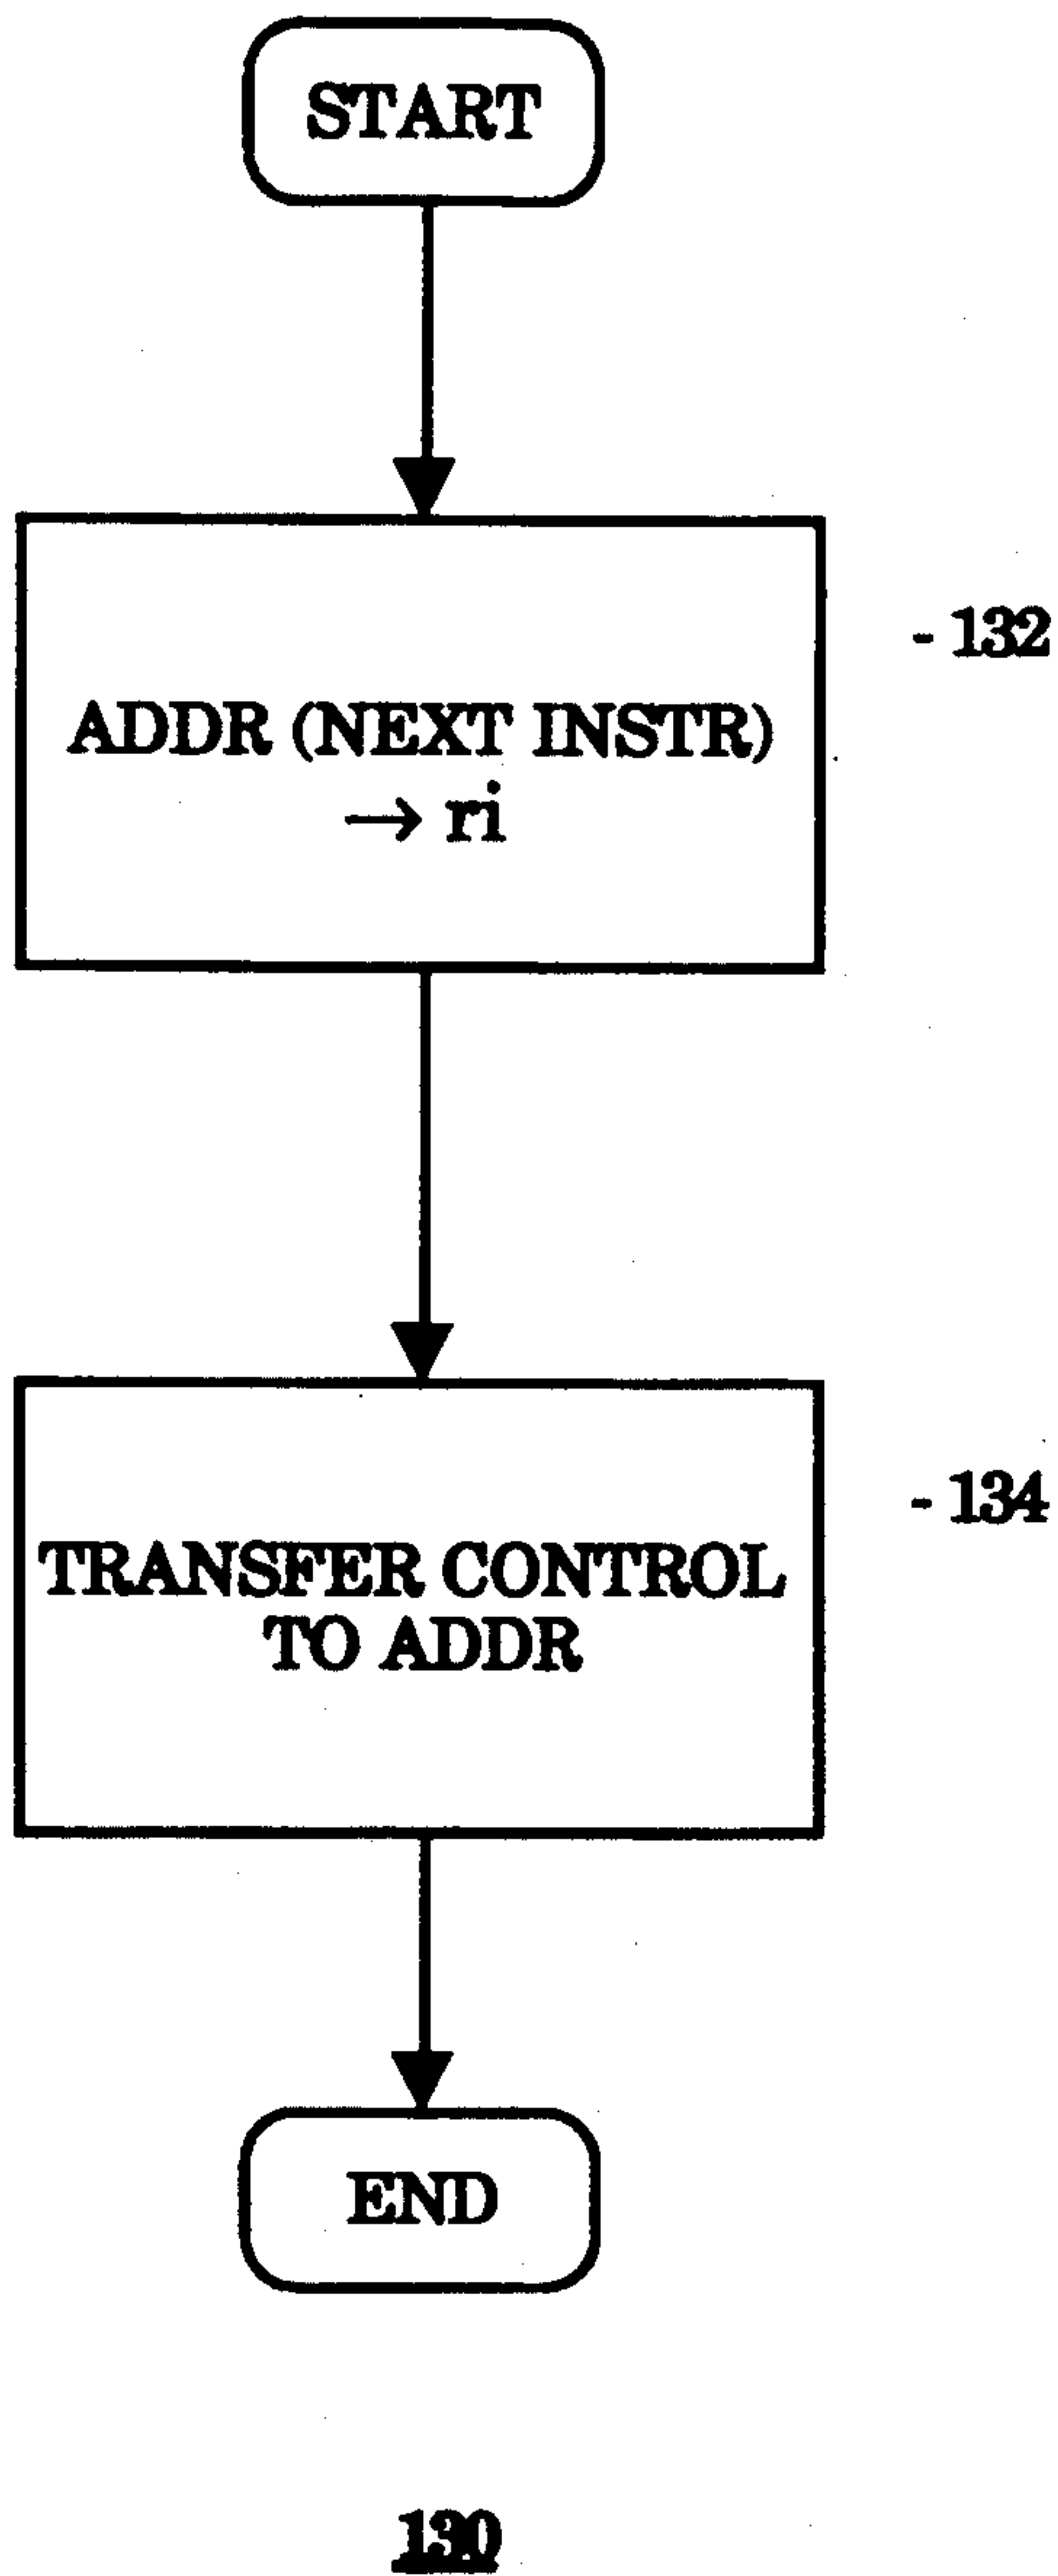 START
- 132
ADDR (NEXT INSTR)
→ ri
- 134
TRANSFER CONTROL
TO ADDR
END
130